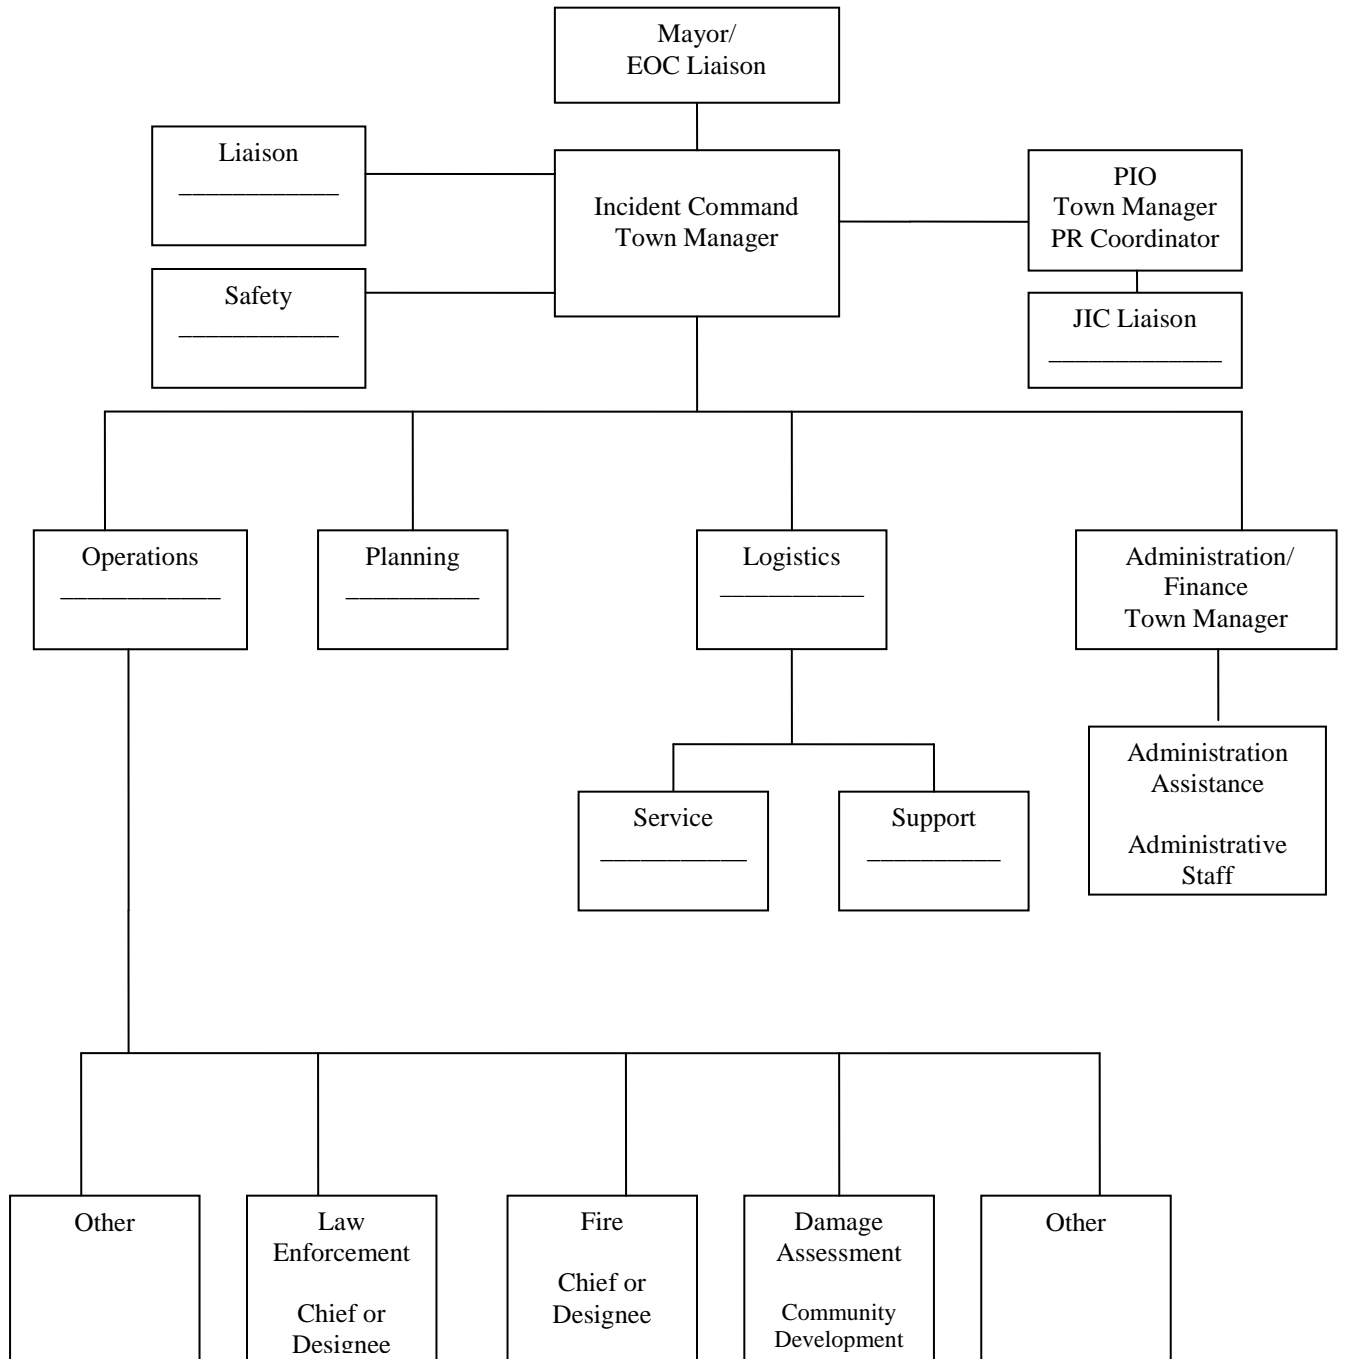 Mayor/
EOC Liaison
Liaison
____________
Incident Command
Town Manager
PIO
Town Manager
PR Coordinator
Safety
____________
JIC Liaison
_____________
Operations
____________
Planning
__________
Logistics
___________
Administration/
Finance
Town Manager
Service
___________
Support
__________
Administration
Assistance
Administrative
Staff
Other
Law
Enforcement
Chief or
Designee
Fire
Chief or
Designee
Damage
Assessment
Community
Development
Other